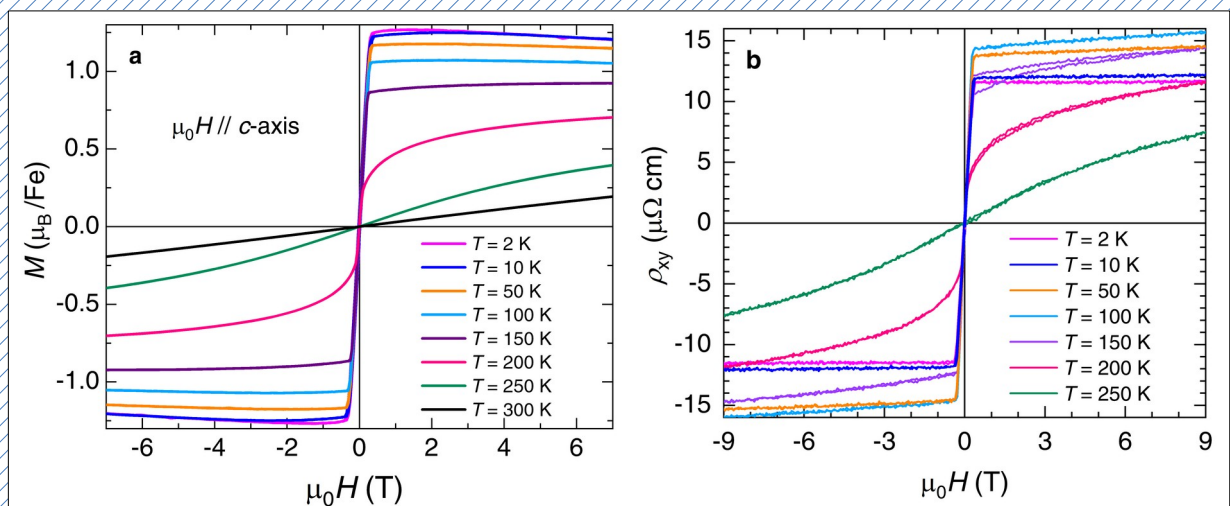 a
μ₀H // c-axis
M (μB/Fe)
1.0
0.5
0.0
-0.5
-1.0
T = 2 K
T = 10 K
T = 50 K
T = 100 K
T = 150 K
T = 200 K
T = 250 K
T = 300 K
-6 -4 -2 0 2 4 6
μ₀H (T)
b
ρxy (μΩ cm)
15
10
5
0
-5
-10
-15
T = 2 K
T = 10 K
T = 50 K
T = 100 K
T = 150 K
T = 200 K
T = 250 K
-9 -6 -3 0 3 6 9
μ₀H (T)